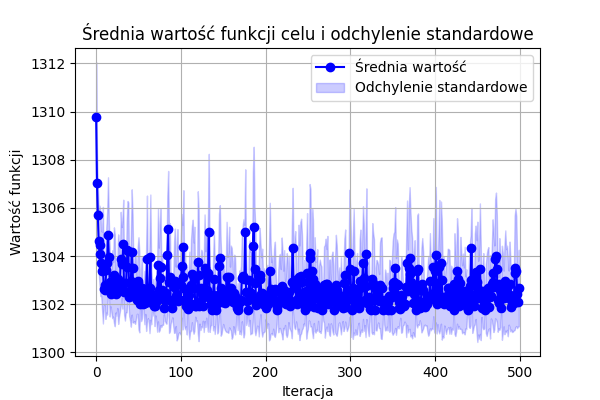 Średnia wartość funkcji celu i odchylenie standardowe
Średnia wartość
Odchylenie standardowe
Wartość funkcji
1312
1310
1308
1306
1304
1302
1300
0 100 200 300 400 500
Iteracja